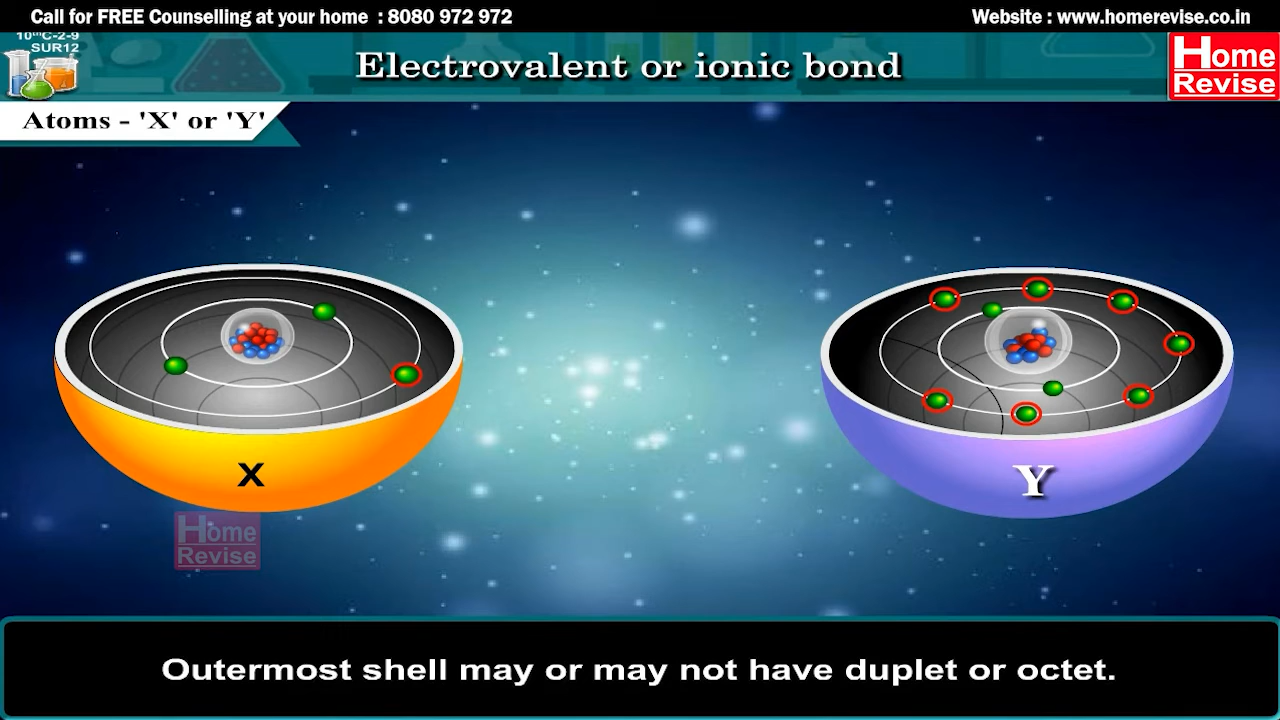 Call for FREE Counselling at your home : 8080 972 972
Website : www.homerevise.co.in
10thC-2-9
SUR12
Electrovalent or ionic bond
Home
Revise
Atoms - 'X' or 'Y'
X
Y
Home
Revise
Outermost shell may or may not have duplet or octet.